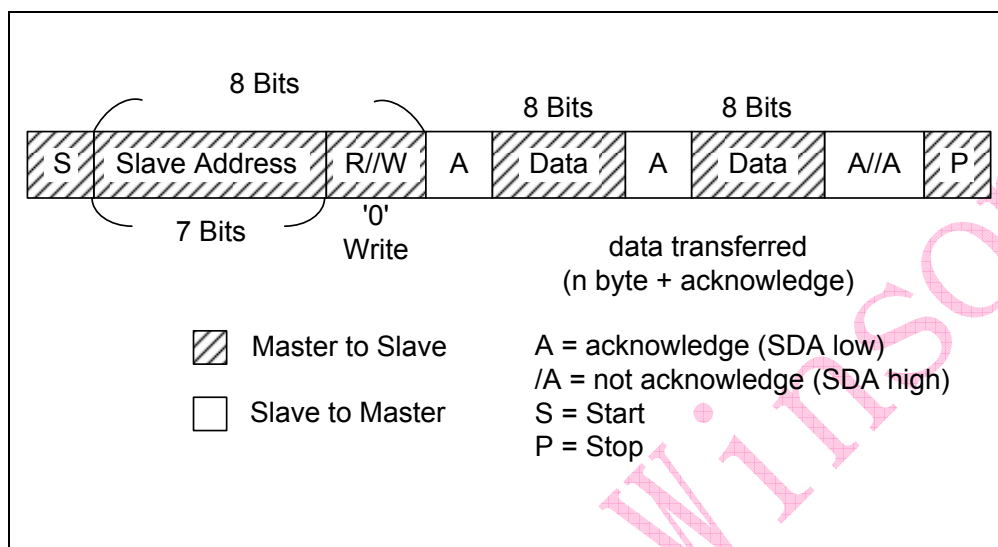 8 Bits
8 Bits 8 Bits
S Slave Address R//W A Data A Data A//A P
7 Bits
'0'
Write
data transferred
(n byte + acknowledge)
Master to Slave
Slave to Master
A = acknowledge (SDA low)
/A = not acknowledge (SDA high)
S = Start
P = Stop
Winso